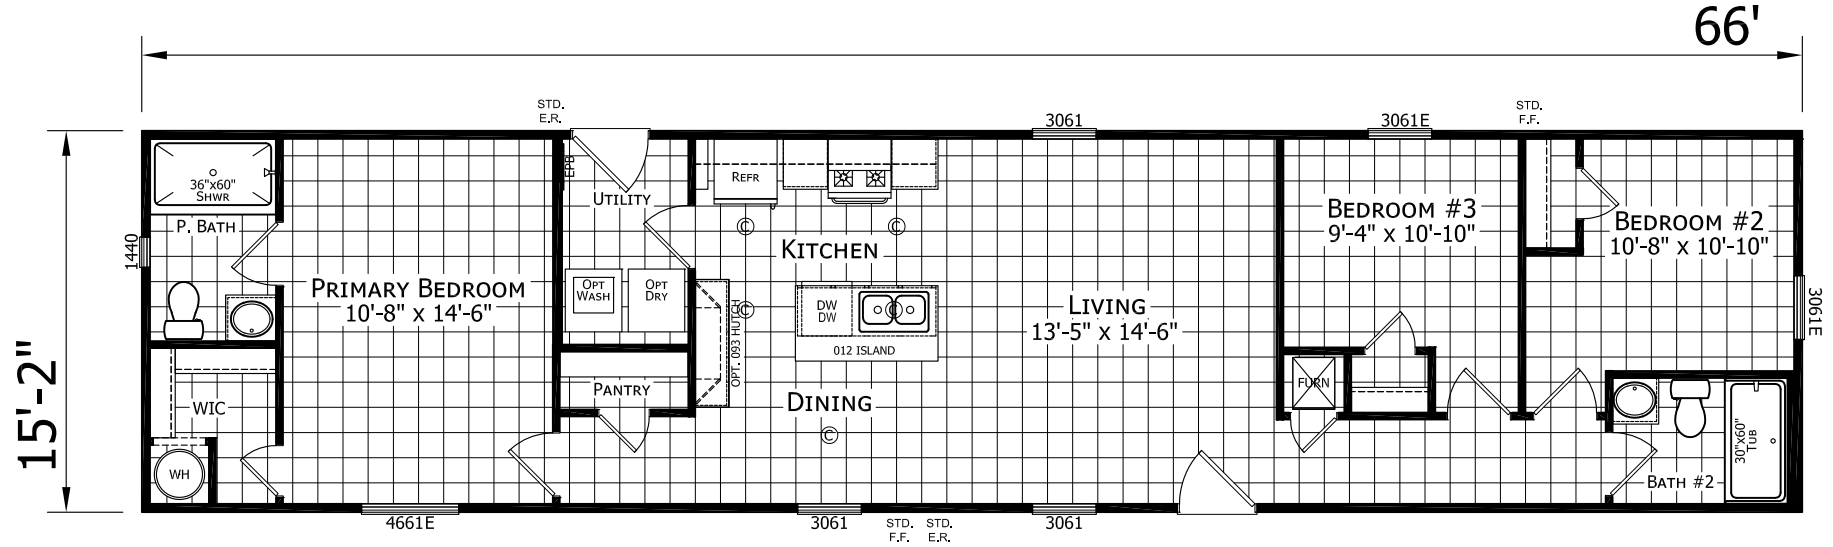 66'
15'-2"
STD.
E.R.
3061
3061E
STD.
F.F.
36"x60"
SHWR
P. BATH
1440
EPB
UTILITY
REFR
C
C
KITCHEN
BEDROOM #3
9'-4" x 10'-10"
BEDROOM #2
10'-8" x 10'-10"
PRIMARY BEDROOM
10'-8" x 14'-6"
OPT
WASH
OPT
DRY
C
OPT. 093 HUTCH
DW
DW
C
012 ISLAND
LIVING
13'-5" x 14'-6"
3061E
WIC
PANTRY
DINING
C
FURN
WH
30"x60"
TUB
BATH #2
4661E
3061
STD.
F.F.
STD.
E.R.
3061